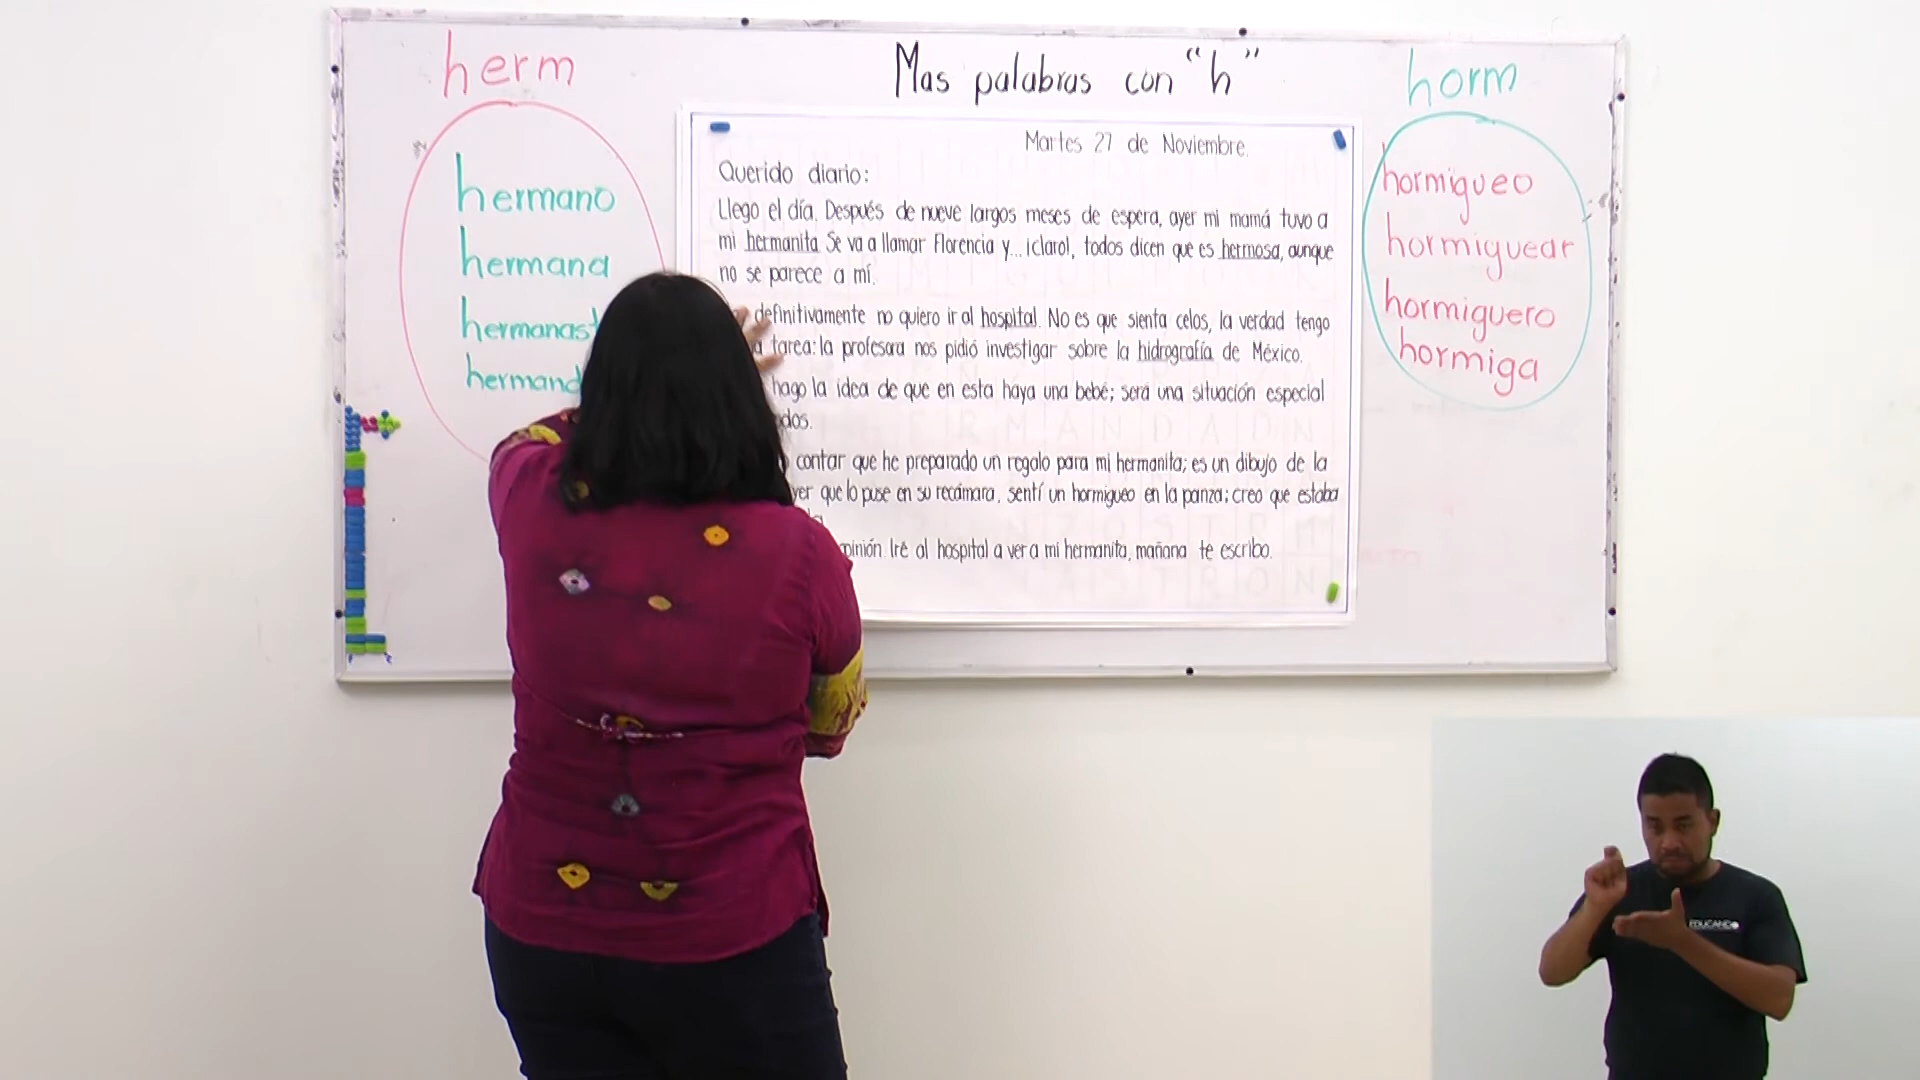 herm
Mas palabras con "h"
horm
hermano
hermana
hormigueo
hormiguear
hormiguero
hormiga
Martes 27 de Noviembre.
Querido diario:
Llego el día. Después de nueve largos meses de espera, ayer mi mamá tuvo a
mi hermanita Se va a llamar Florencia y... ¡claro!, todos dicen que es hermosa, aunque
no se parece a mí.
definitivamente no quiero ir al hospital. No es que sienta celos, la verdad tengo
tarea: la profesora nos pidió investigar sobre la hidrografía de México.
hago la idea de que en esta haya una bebé; será una situación especial
contar que he preparado un regalo para mi hermanita; es un dibujo de la
que lo puse en su recámara, sentí un hormigueo en la panza; creo que estaba
Iré al hospital a ver a mi hermanita, mañana te escribo.
EDUCANDO